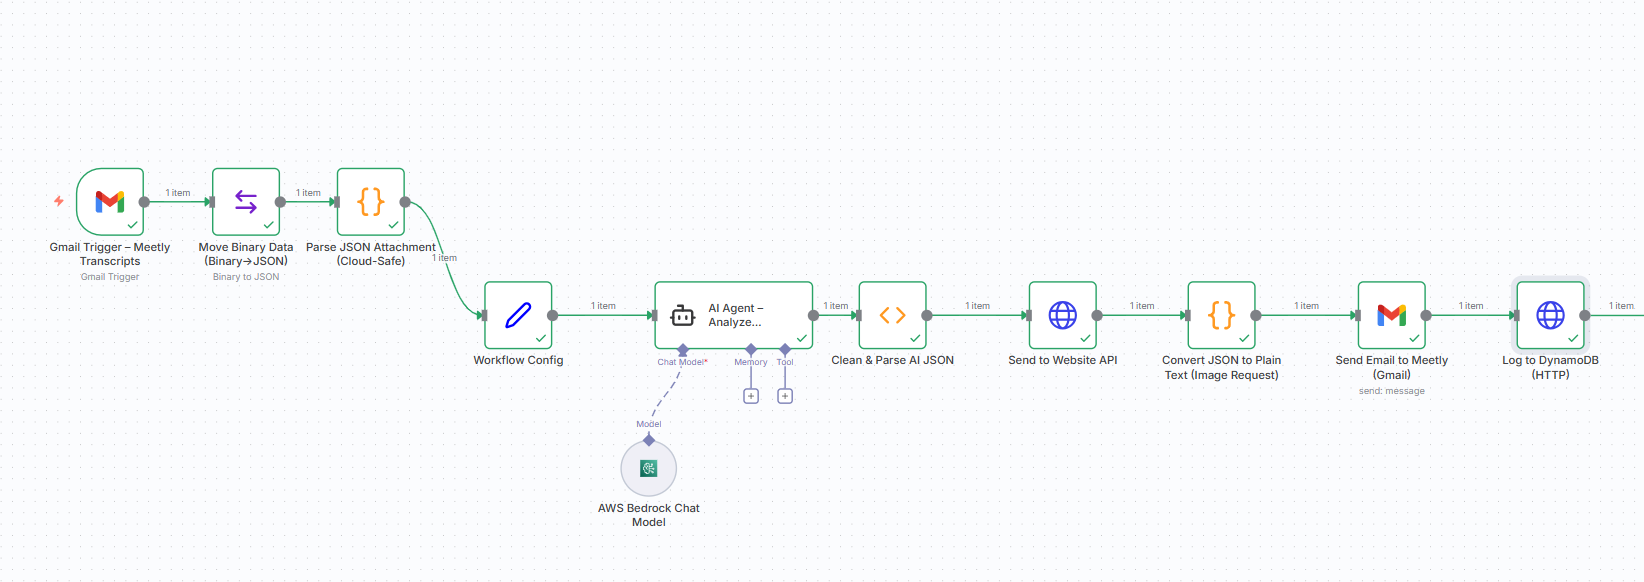 1 item
1 item
Gmail Trigger – Meetly
Transcripts
Gmail Trigger
Move Binary Data
(Binary→JSON)
Binary to JSON
Parse JSON Attachment
(Cloud-Safe)
1 item
Workflow Config
1 item
AI Agent –
Analyze...
Chat Model*
Memory
Tool
Model
AWS Bedrock Chat
Model
1 item
Clean & Parse AI JSON
1 item
Send to Website API
1 item
Convert JSON to Plain
Text (Image Request)
1 item
Send Email to Meetly
(Gmail)
send: message
1 item
Log to DynamoDB
(HTTP)
1 item